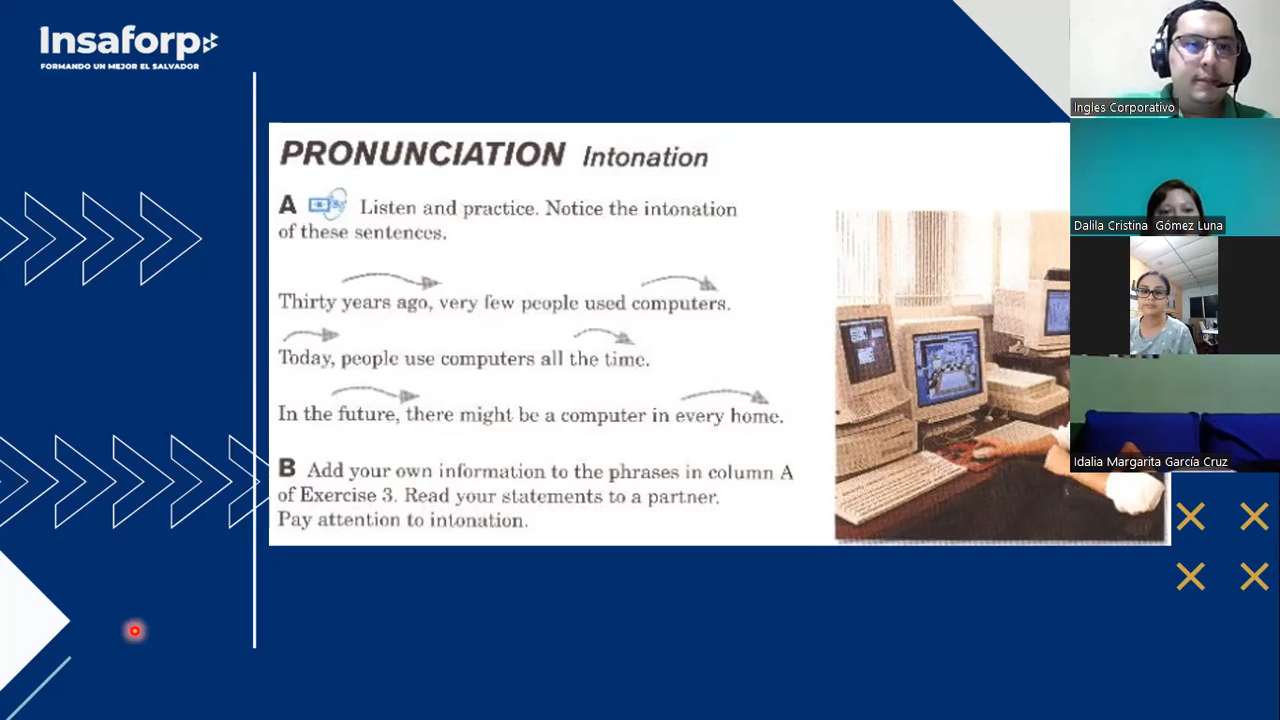 Insaforp
FORMANDO UN MEJOR EL SALVADOR
PRONUNCIATION Intonation
A Listen and practice. Notice the intonation
of these sentences.
Thirty years ago, very few people used computers.
Today, people use computers all the time.
In the future, there might be a computer in every home.
B Add your own information to the phrases in column A
of Exercise 3. Read your statements to a partner.
Pay attention to intonation.
Ingles Corporativo
Dalila Cristina Gómez Luna
Idalia Margarita García Cruz